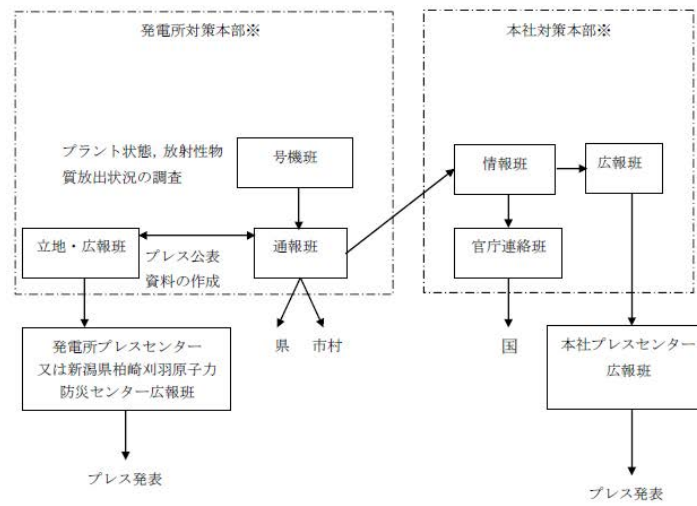 発電所対策本部※
本社対策本部※
プラント状態，放射性物
質放出状況の調査
号機班
情報班
広報班
立地・広報班
プレス公表
資料の作成
通報班
官庁連絡班
県
市村
国
発電所プレスセンター
又は新潟県柏崎刈羽原子力
防災センター広報班
本社プレスセンター
広報班
プレス発表
プレス発表